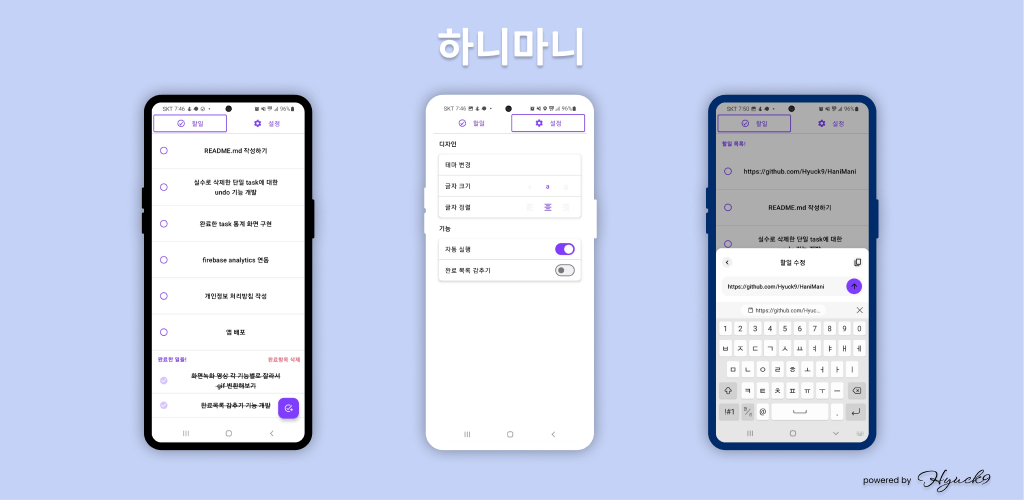 하니마니
SKT 7:46
96%
할일
설정
README.md 작성하기
실수로 삭제한 단일 task에 대한
undo 기능 개발
완료한 task 통계 화면 구현
firebase analytics 연동
개인정보 처리방침 작성
앱 배포
완료한 일들!
완료항목 삭제
화면녹화 영상 각 기능별로 잘라서
gif 변환해보기
완료목록 감추기 기능 개발
SKT 7:46
96%
할일
설정
디자인
테마 변경
글자 크기
a
글자 정렬
기능
자동 실행
완료 목록 감추기
SKT 7:50
96%
할일
설정
할일 목록!
https://github.com/Hyuck9/HaniMani
README.md 작성하기
실수로 삭제한 단일 task에 대한
할일 수정
https://github.com/Hyuck9/HaniMani
https://github.com/Hyuc...
1 2 3 4 5 6 7 8 9 0
ㅂ ㅈ ㄷ ㄱ ㅅ ㅛ ㅕ ㅑ ㅐ ㅔ
ㅁ ㄴ ㅇ ㄹ ㅎ ㅗ ㅓ ㅏ ㅣ
ㅋ ㅌ ㅊ ㅍ ㅠ ㅜ ㅡ
!#1 @ .
powered by Hyuck9